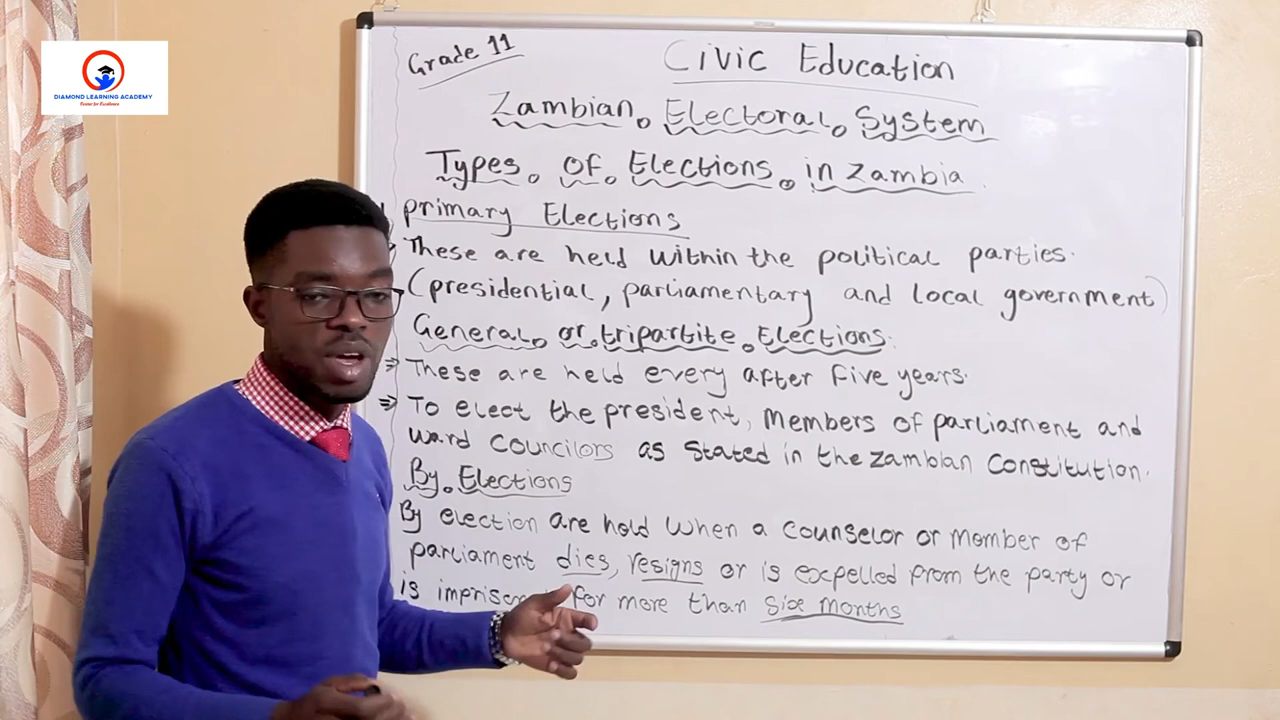 DIAMOND LEARNING ACADEMY
Centre for Excellence
Grade 11
Civic Education
Zambian Electoral System
Types of Elections in Zambia
primary Elections
These are held within the political parties.
(presidential, parliamentary and local government)
General or tripartite Elections.
⇒ These are held every after five years.
⇒ To elect the president, Members of parliament and
ward councilors as stated in the Zambian Constitution.
By Elections
By election are held when a counselor or member of
parliament dies, resigns or is expelled from the party or
is for more than six months